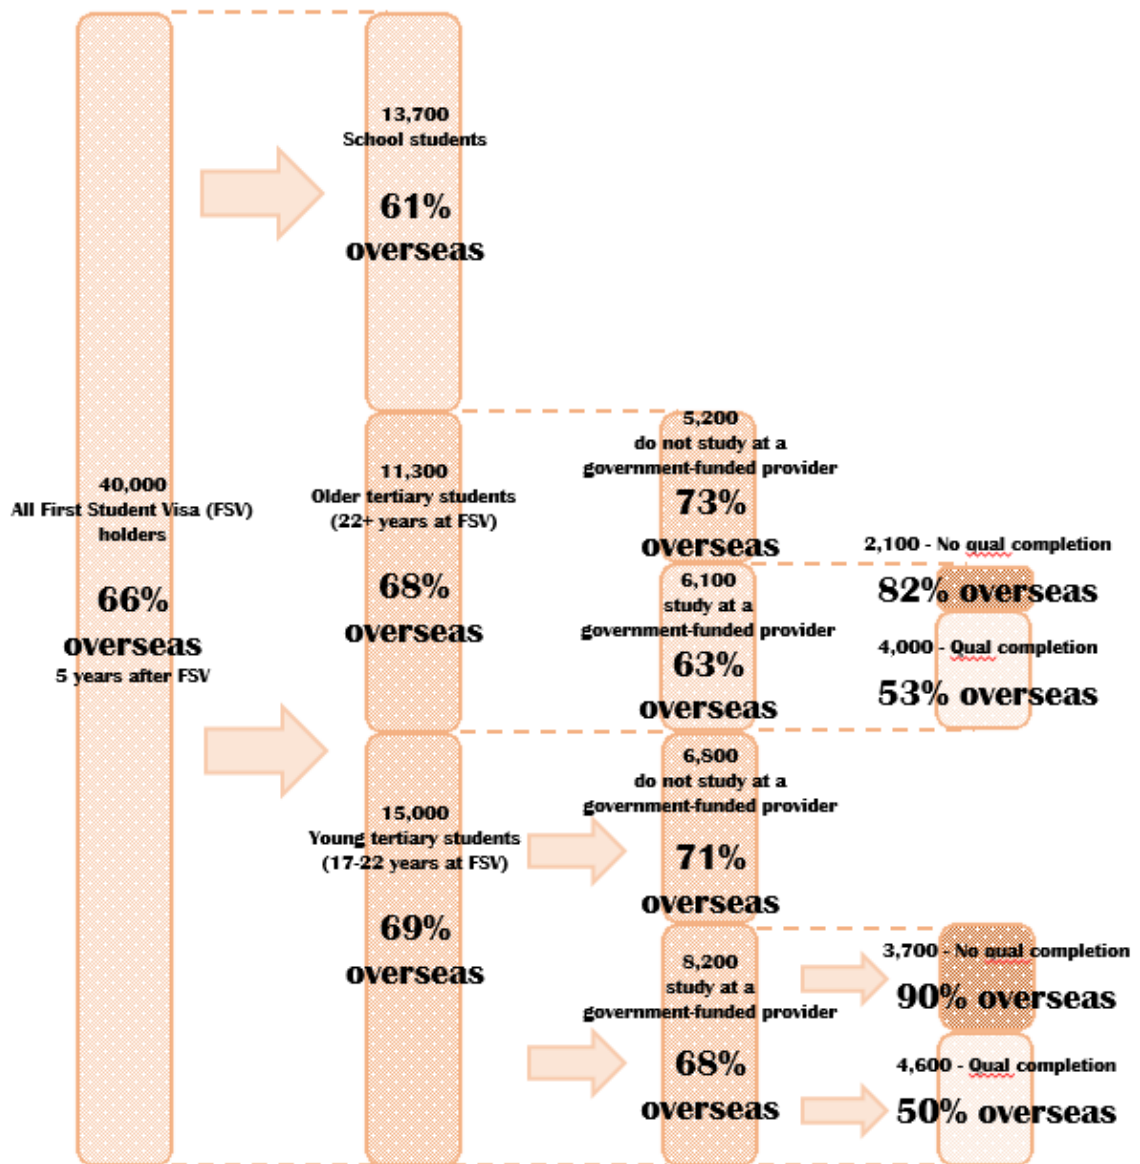 40,000
All First Student Visa (FSV)
holders
66%
overseas
5 years after FSV
13,700
School students
61%
overseas
11,300
Older tertiary students
(22+ years at FSV)
68%
overseas
15,000
Young tertiary students
(17-22 years at FSV)
69%
overseas
5,200
do not study at a
government-funded provider
73%
overseas
6,100
study at a
government-funded provider
63%
overseas
6,800
do not study at a
government-funded provider
71%
overseas
8,200
study at a
government-funded provider
68%
overseas
2,100 - No qual completion
82% overseas
4,000 - Qual completion
53% overseas
3,700 - No qual completion
90% overseas
4,600 - Qual completion
50% overseas